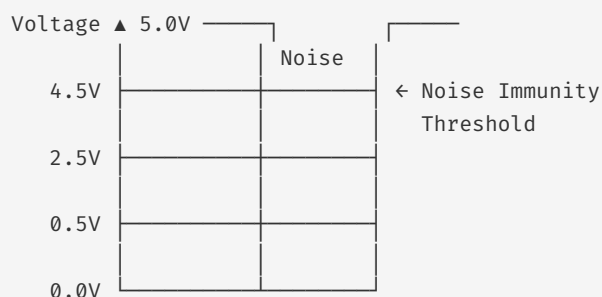 Voltage ▲ 5.0V
Noise
4.5V ← Noise Immunity
Threshold
2.5V
0.5V
0.0V